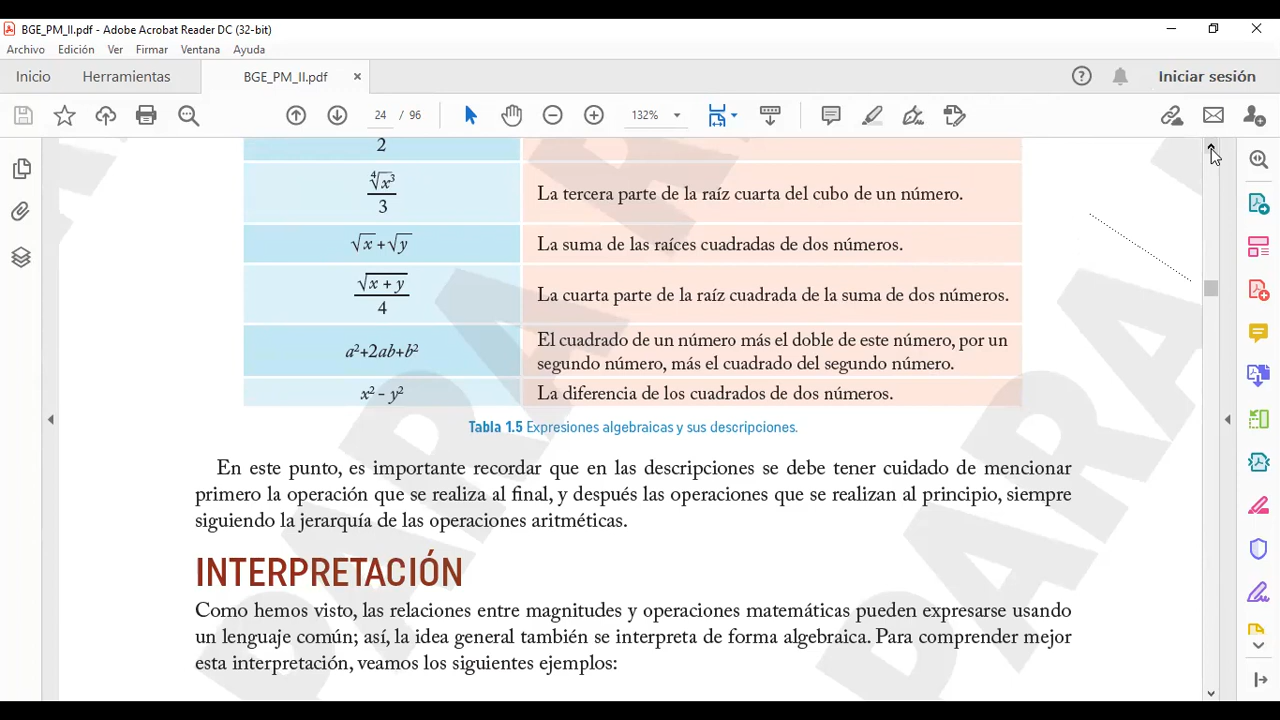 BGE_PM_II.pdf - Adobe Acrobat Reader DC (32-bit)
Archivo Edición Ver Firmar Ventana Ayuda
Inicio Herramientas BGE_PM_II.pdf × Iniciar sesión
24 / 96 132%
2
∜x³
3
La tercera parte de la raíz cuarta del cubo de un número.
√x + √y
La suma de las raíces cuadradas de dos números.
√x + y
4
La cuarta parte de la raíz cuadrada de la suma de dos números.
a²+2ab+b²
El cuadrado de un número más el doble de este número, por un
segundo número, más el cuadrado del segundo número.
x² – y²
La diferencia de los cuadrados de dos números.
Tabla 1.5 Expresiones algebraicas y sus descripciones.
En este punto, es importante recordar que en las descripciones se debe tener cuidado de mencionar
primero la operación que se realiza al final, y después las operaciones que se realizan al principio, siempre
siguiendo la jerarquía de las operaciones aritméticas.
INTERPRETACIÓN
Como hemos visto, las relaciones entre magnitudes y operaciones matemáticas pueden expresarse usando
un lenguaje común; así, la idea general también se interpreta de forma algebraica. Para comprender mejor
esta interpretación, veamos los siguientes ejemplos:
PARA
PARA